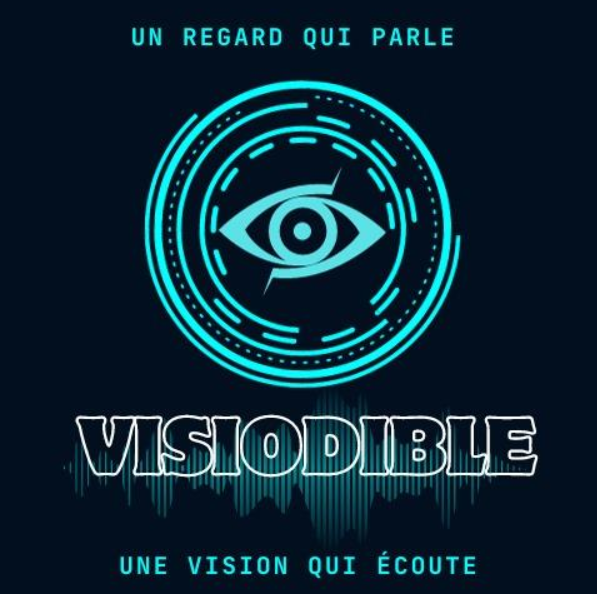 UN REGARD QUI PARLE
VISIODIBLE
UNE VISION QUI ÉCOUTE